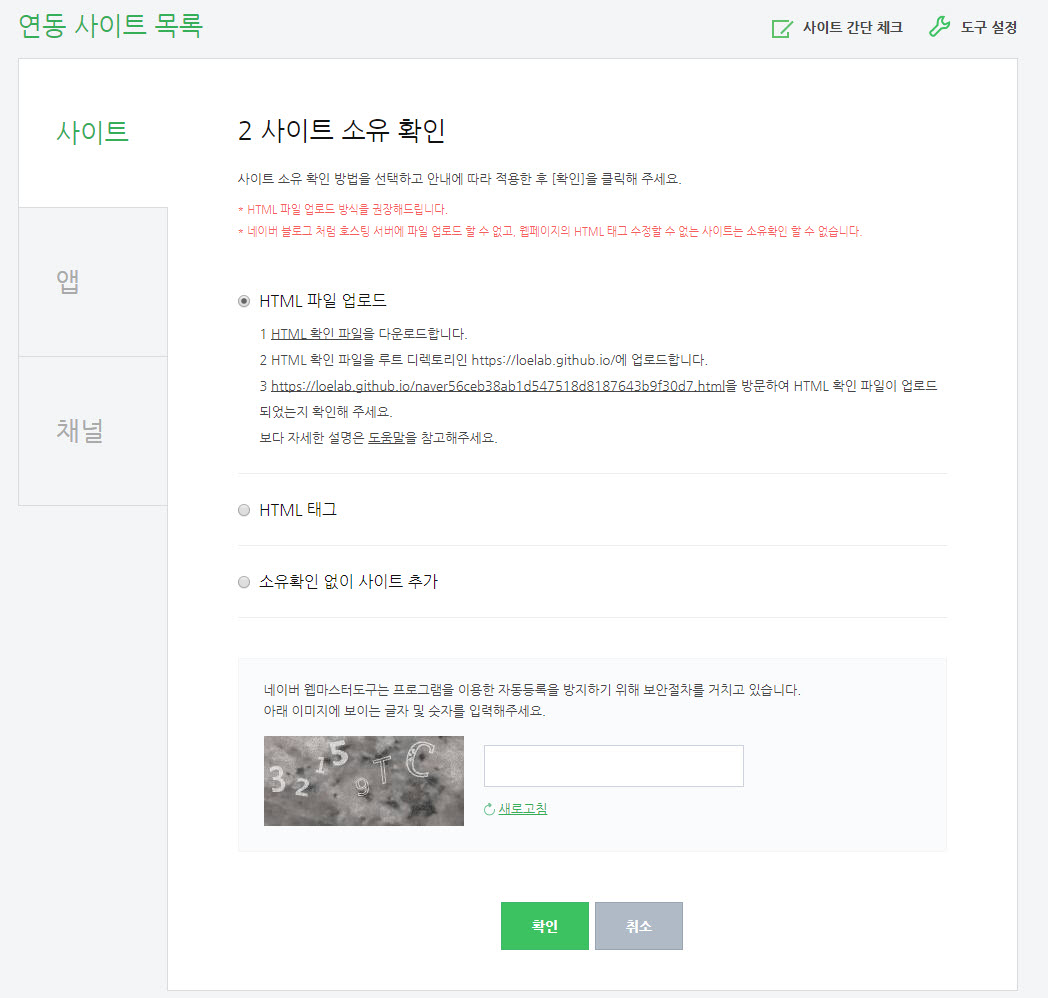 연동 사이트 목록
사이트 간단 체크
도구 설정
사이트
앱
채널
2 사이트 소유 확인
사이트 소유 확인 방법을 선택하고 안내에 따라 적용한 후 [확인]을 클릭해 주세요.
* HTML 파일 업로드 방식을 권장해드립니다.
* 네이버 블로그 처럼 호스팅 서버에 파일 업로드 할 수 없고, 웹페이지의 HTML 태그 수정할 수 없는 사이트는 소유확인 할 수 없습니다.
HTML 파일 업로드
1 HTML 확인 파일을 다운로드합니다.
2 HTML 확인 파일을 루트 디렉토리인 https://loelab.github.io/에 업로드합니다.
3 https://loelab.github.io/naver56ceb38ab1d547518d8187643b9f30d7.html을 방문하여 HTML 확인 파일이 업로드
되었는지 확인해 주세요.
보다 자세한 설명은 도움말을 참고해주세요.
HTML 태그
소유확인 없이 사이트 추가
네이버 웹마스터도구는 프로그램을 이용한 자동등록을 방지하기 위해 보안절차를 거치고 있습니다.
아래 이미지에 보이는 글자 및 숫자를 입력해주세요.
3 2 1 5 9 T C
새로고침
확인
취소